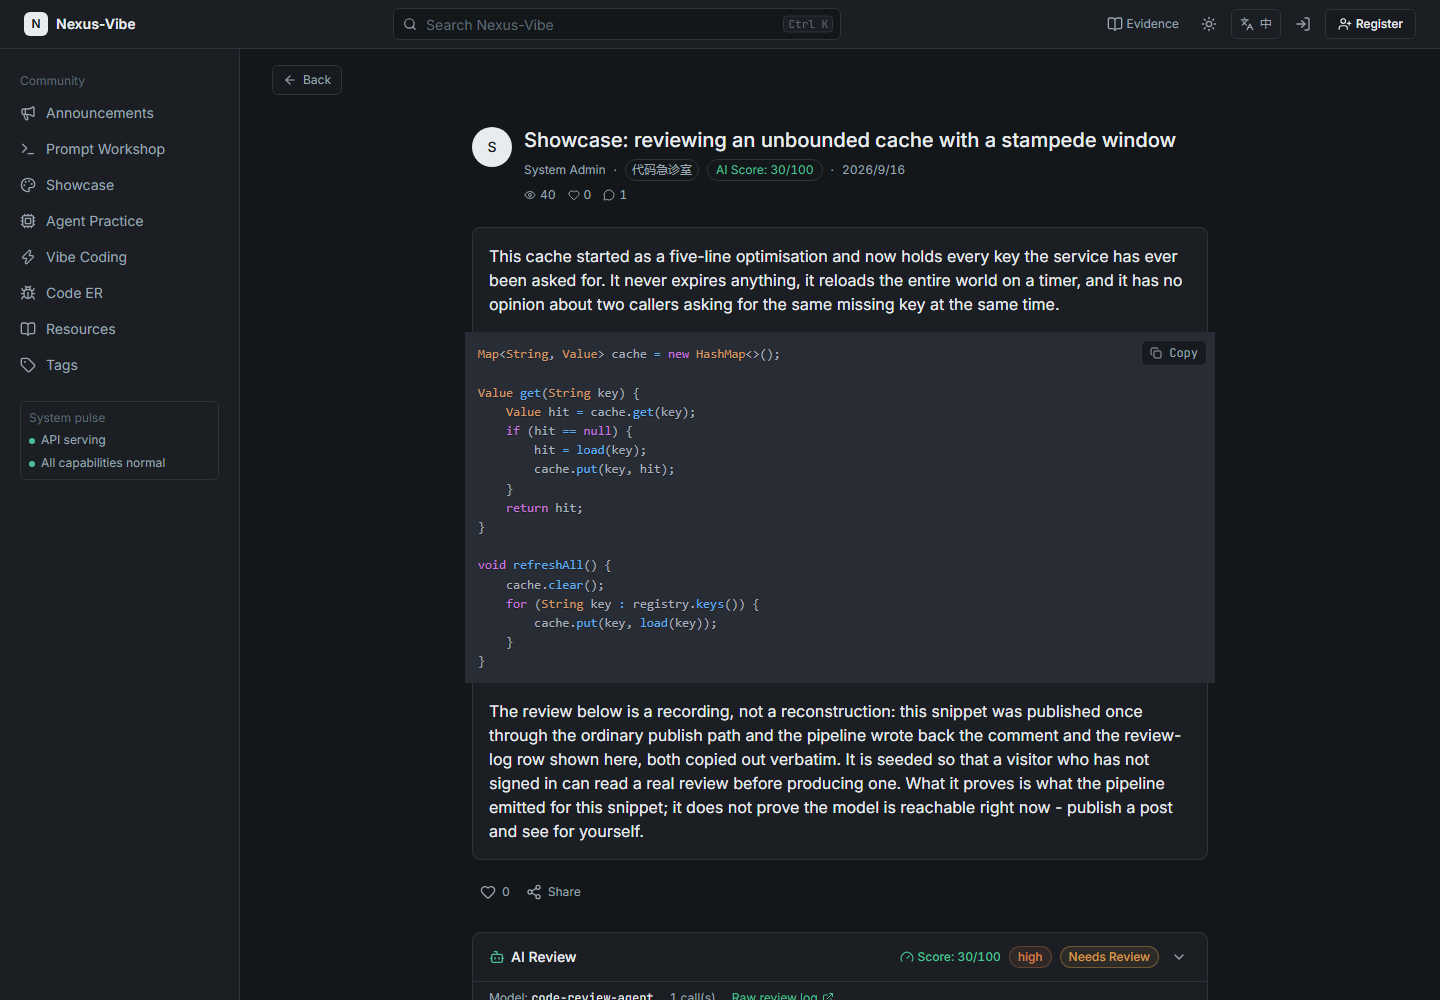 N Nexus-Vibe
Search Nexus-Vibe
Ctrl K
Evidence
中
Register
Community
Announcements
Prompt Workshop
Showcase
Agent Practice
Vibe Coding
Code ER
Resources
Tags
System pulse
API serving
All capabilities normal
Back
S
Showcase: reviewing an unbounded cache with a stampede window
System Admin · 代码急诊室 AI Score: 30/100 · 2026/9/16
40 0 1
This cache started as a five-line optimisation and now holds every key the service has ever
been asked for. It never expires anything, it reloads the entire world on a timer, and it has no
opinion about two callers asking for the same missing key at the same time.
Copy
Map<String, Value> cache = new HashMap<>();
Value get(String key) {
    Value hit = cache.get(key);
    if (hit == null) {
        hit = load(key);
        cache.put(key, hit);
    }
    return hit;
}
void refreshAll() {
    cache.clear();
    for (String key : registry.keys()) {
        cache.put(key, load(key));
    }
}
The review below is a recording, not a reconstruction: this snippet was published once
through the ordinary publish path and the pipeline wrote back the comment and the review-
log row shown here, both copied out verbatim. It is seeded so that a visitor who has not
signed in can read a real review before producing one. What it proves is what the pipeline
emitted for this snippet; it does not prove the model is reachable right now - publish a post
and see for yourself.
0 Share
AI Review
Score: 30/100 high Needs Review
Model: code-review-agent 1 call(s) Raw review log